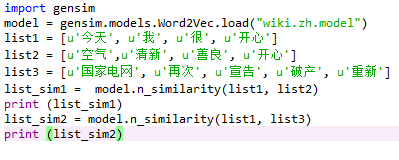 import gensim
model = gensim.models.Word2Vec.load("wiki.zh.model")
list1 = [u'今天', u'我', u'很', u'开心']
list2 = [u'空气',u'清新', u'善良', u'开心']
list3 = [u'国家电网', u'再次', u'宣告', u'破产', u'重新']
list_sim1 =  model.n_similarity(list1, list2)
print (list_sim1)
list_sim2 = model.n_similarity(list1, list3)
print (list_sim2)